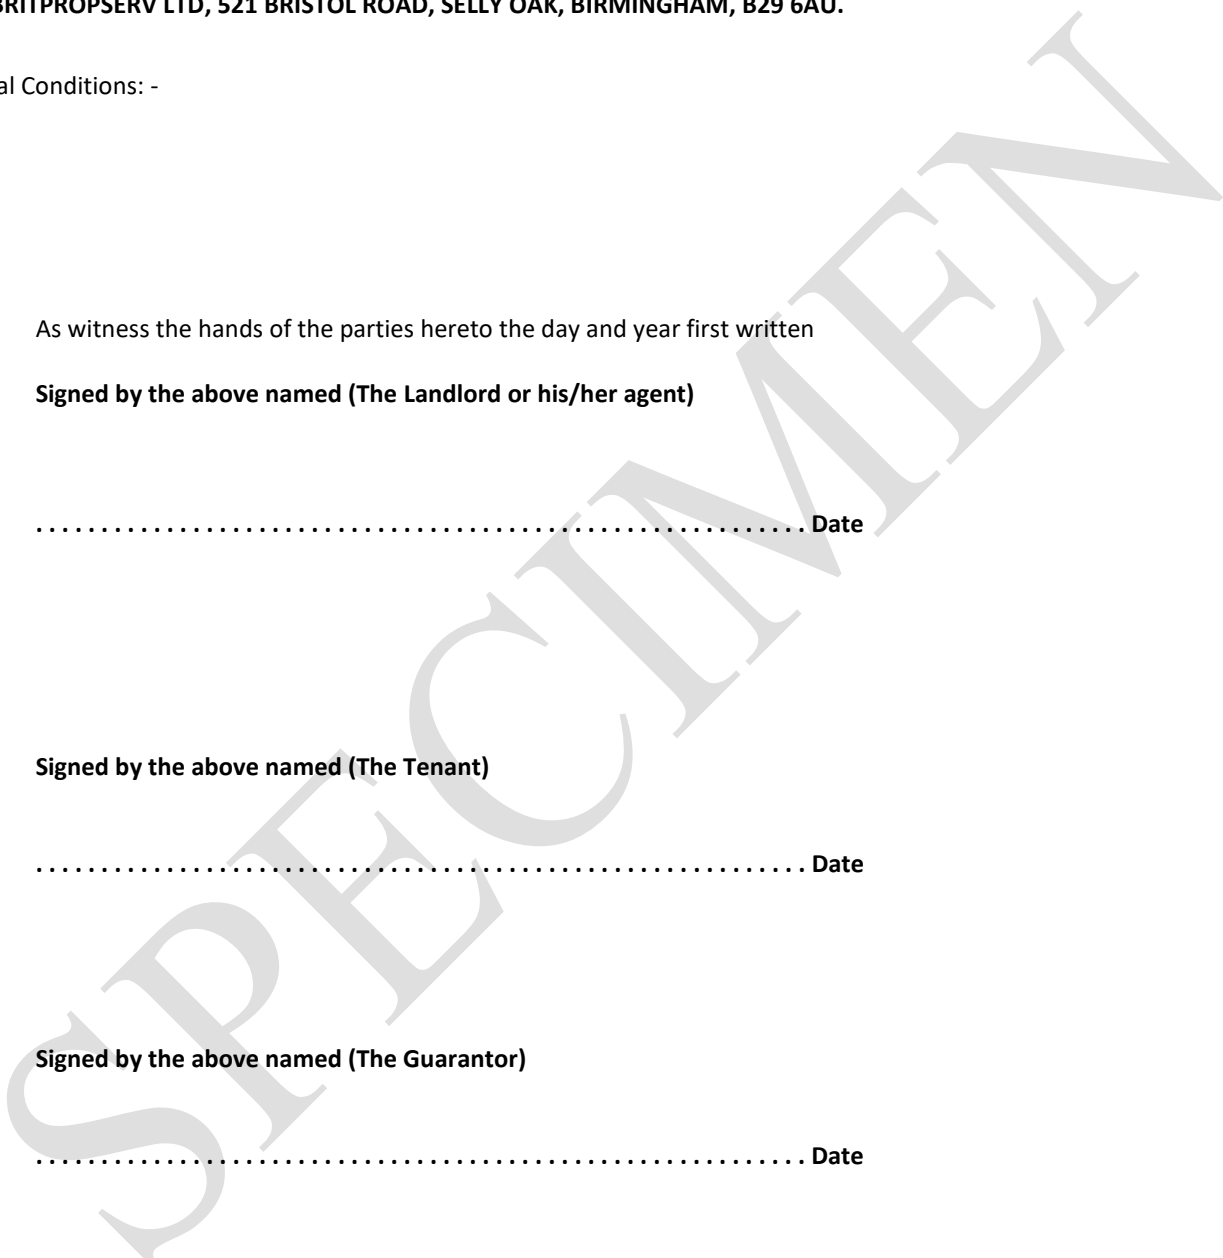 BRITPROPSERV LTD, 521 BRISTOL ROAD, SELLY OAK, BIRMINGHAM, B29 6AU.
al Conditions: -
As witness the hands of the parties hereto the day and year first written
Signed by the above named (The Landlord or his/her agent)
. . . . . . . . . . . . . . . . . . . . . . . . . . . . . . . . . . . . . . . . . . . . . . . . . . . . . . . . . . . Date
Signed by the above named (The Tenant)
. . . . . . . . . . . . . . . . . . . . . . . . . . . . . . . . . . . . . . . . . . . . . . . . . . . . . . . . . . . Date
Signed by the above named (The Guarantor)
. . . . . . . . . . . . . . . . . . . . . . . . . . . . . . . . . . . . . . . . . . . . . . . . . . . . . . . . . . . Date
SPECIMEN